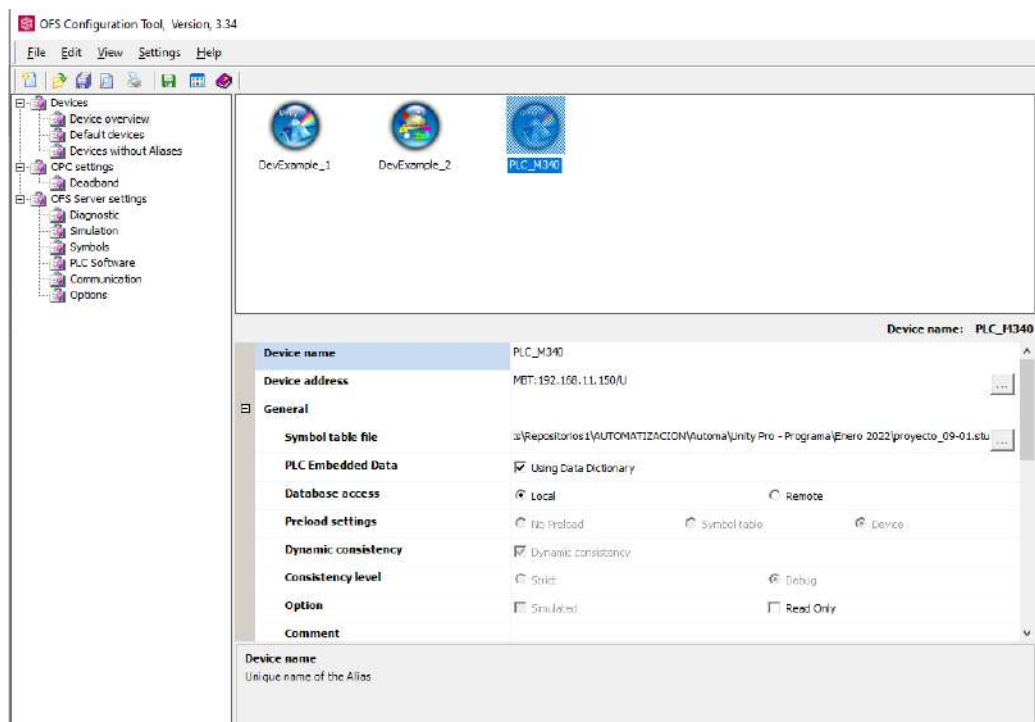 OFS Configuration Tool, Version, 3.34
File Edit View Settings Help
Devices
Device overview
Default devices
Devices without Aliases
OPC settings
Deadband
OFS Server settings
Diagnostic
Simulation
Symbols
PLC Software
Communication
Options
DevExample_1 DevExample_2 PLC_M340
Device name: PLC_M340
Device name PLC_M340
Device address MBT:192.168.11.150/U ...
General
Symbol table file :s\Repositorios1\AUTOMATIZACION\Automa\Unity Pro - Programa\Enero 2022\proyecto_09-01.stu ...
PLC Embedded Data Using Data Dictionary
Database access Local Remote
Preload settings No Preload Symbol table Device
Dynamic consistency Dynamic consistency
Consistency level Strict Debug
Option Simulated Read Only
Comment
Device name
Unique name of the Alias